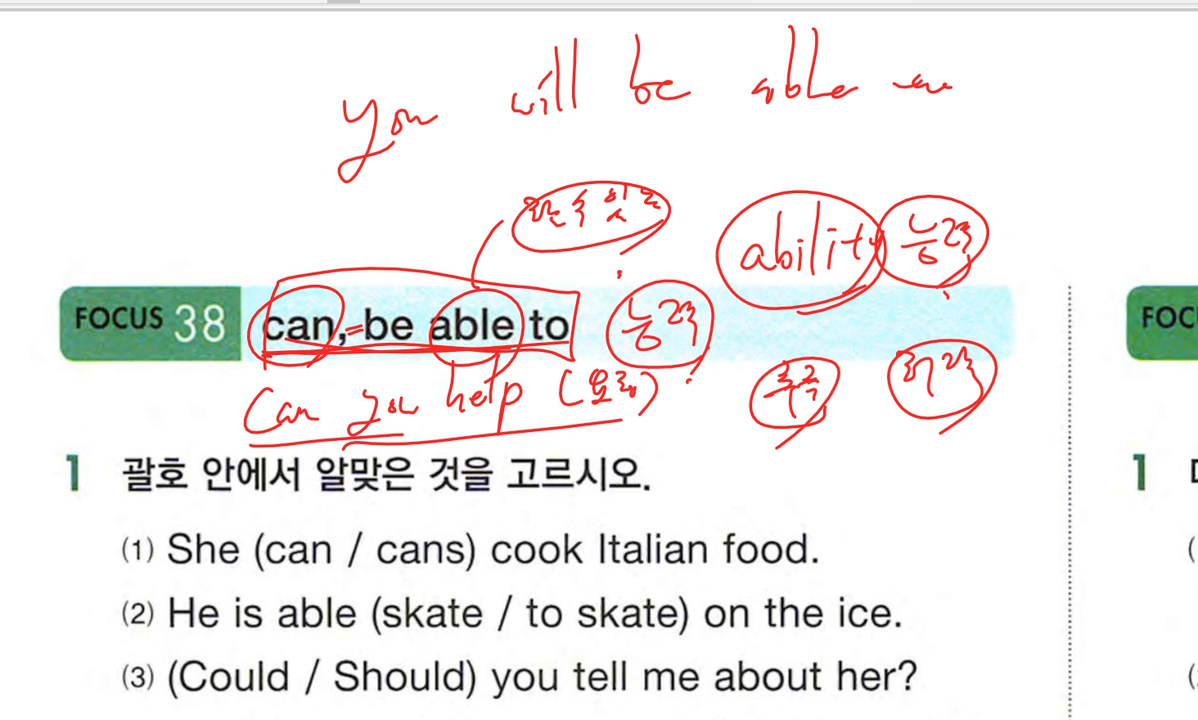 you will be able
할 수 있는
ability 능력
FOCUS 38 can, = be able to 능력
Can you help (요청) 추측 허락
1 괄호 안에서 알맞은 것을 고르시오.
(1) She (can / cans) cook Italian food.
(2) He is able (skate / to skate) on the ice.
(3) (Could / Should) you tell me about her?
FOC
1
(
(